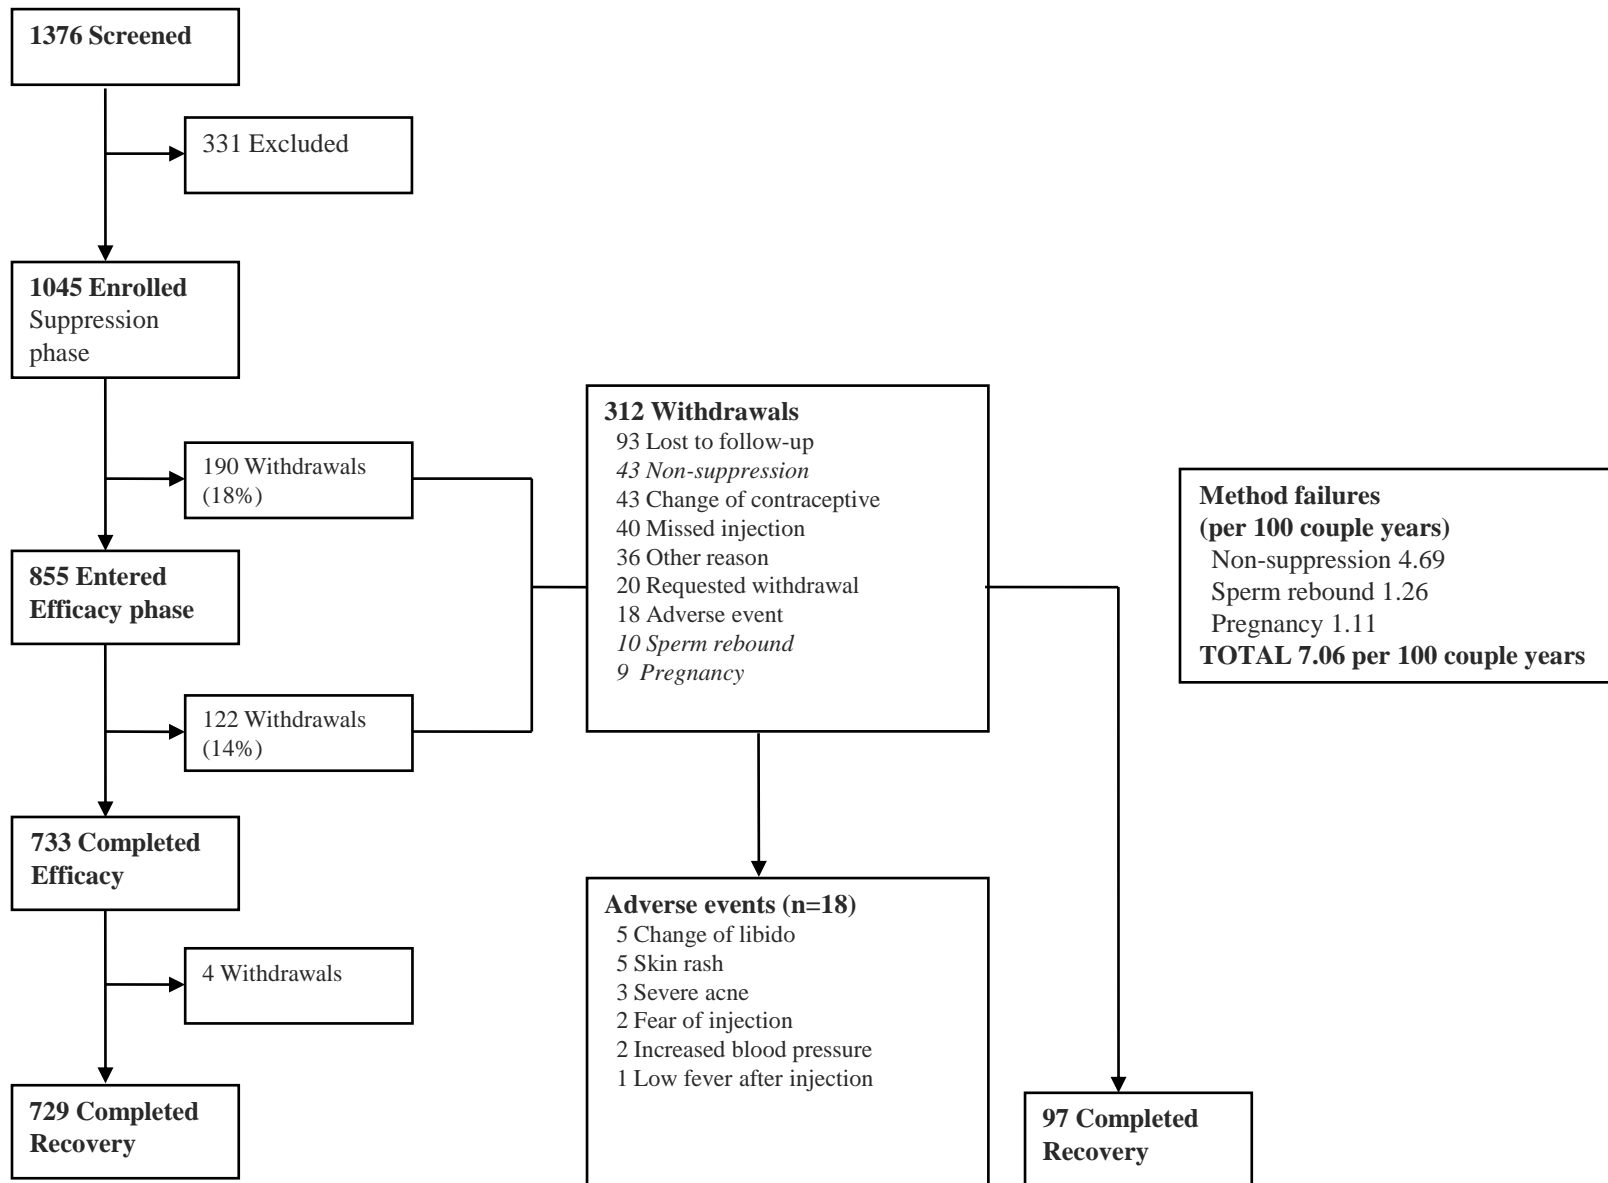 1376 Screened
331 Excluded
1045 Enrolled
Suppression
phase
190 Withdrawals
(18%)
855 Entered
Efficacy phase
122 Withdrawals
(14%)
733 Completed
Efficacy
4 Withdrawals
729 Completed
Recovery
312 Withdrawals
93 Lost to follow-up
43 Non-suppression
43 Change of contraceptive
40 Missed injection
36 Other reason
20 Requested withdrawal
18 Adverse event
10 Sperm rebound
9 Pregnancy
Adverse events (n=18)
5 Change of libido
5 Skin rash
3 Severe acne
2 Fear of injection
2 Increased blood pressure
1 Low fever after injection
97 Completed
Recovery
Method failures
(per 100 couple years)
Non-suppression 4.69
Sperm rebound 1.26
Pregnancy 1.11
TOTAL 7.06 per 100 couple years